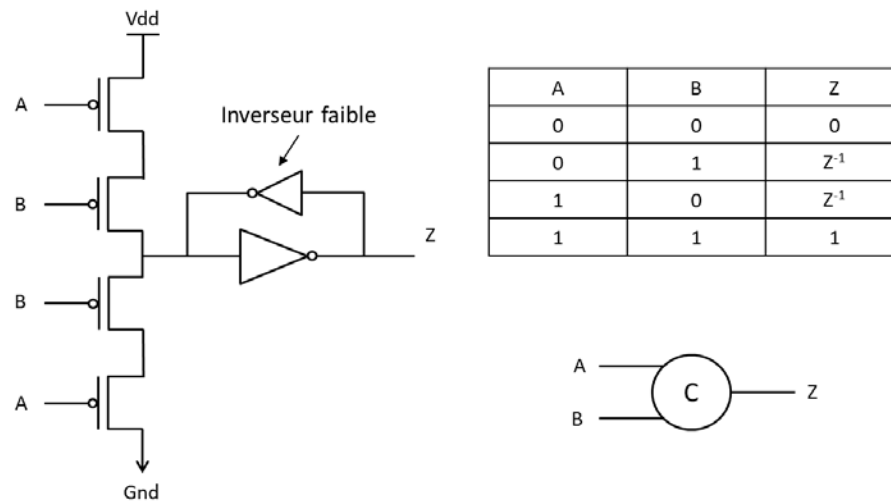 Vdd
A
Inverseur faible
B
Z
B
A
Gnd
A B Z
0 0 0
0 1 Z⁻¹
1 0 Z⁻¹
1 1 1
A
C
Z
B